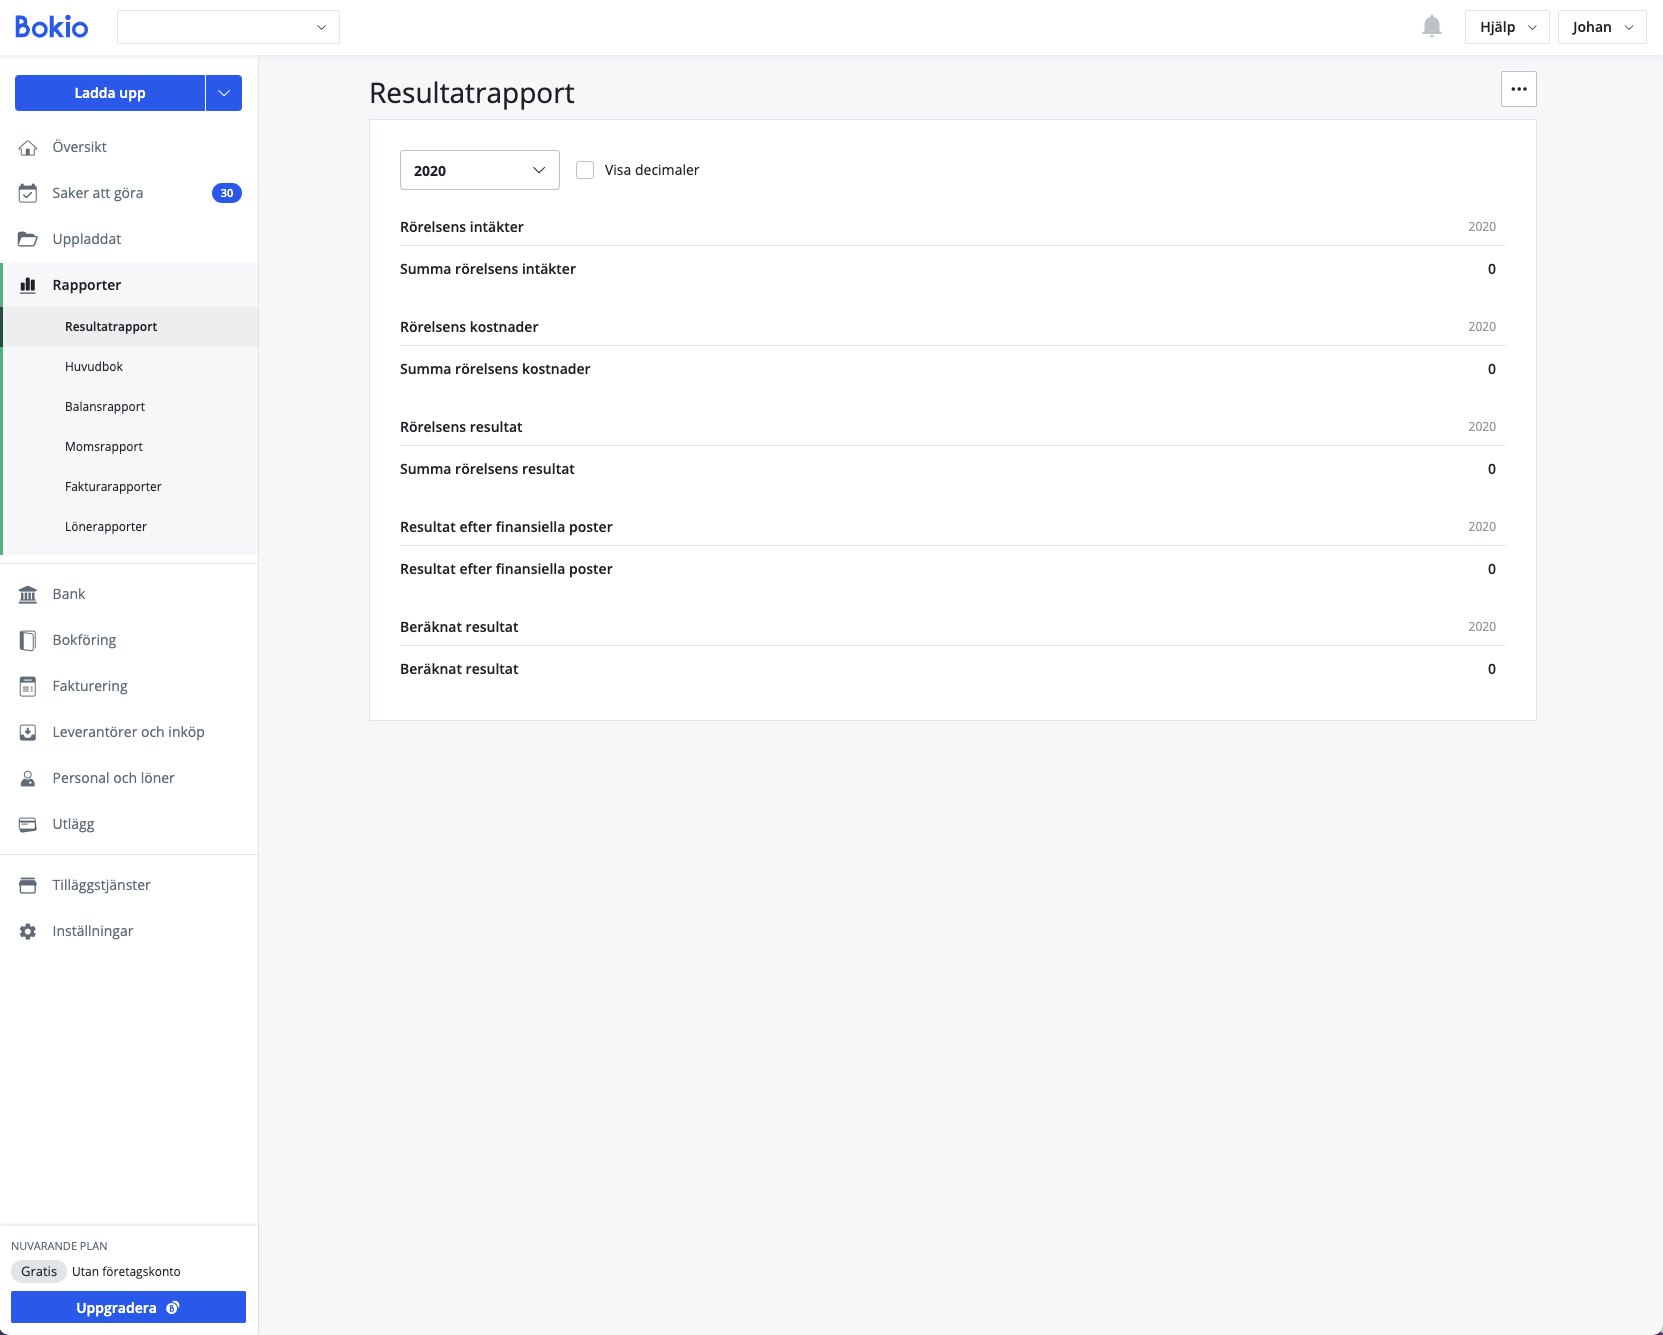 Bokio
Hjälp
Johan
Ladda upp
Översikt
Saker att göra 30
Uppladdat
Rapporter
Resultatrapport
Huvudbok
Balansrapport
Momsrapport
Fakturarapporter
Lönerapporter
Bank
Bokföring
Fakturering
Leverantörer och inköp
Personal och löner
Utlägg
Tilläggstjänster
Inställningar
NUVARANDE PLAN
Gratis Utan företagskonto
Uppgradera
Resultatrapport
2020 Visa decimaler
Rörelsens intäkter 2020
Summa rörelsens intäkter 0
Rörelsens kostnader 2020
Summa rörelsens kostnader 0
Rörelsens resultat 2020
Summa rörelsens resultat 0
Resultat efter finansiella poster 2020
Resultat efter finansiella poster 0
Beräknat resultat 2020
Beräknat resultat 0